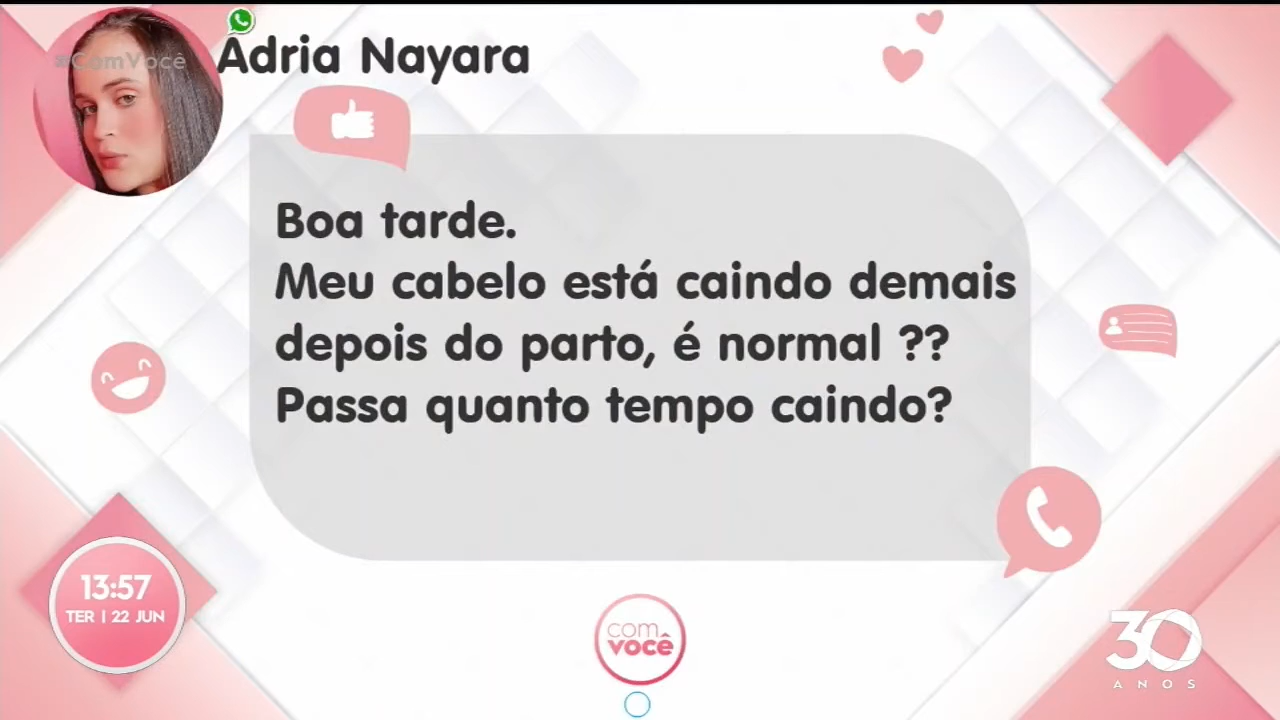 #ComVocê
Adria Nayara
Boa tarde.
Meu cabelo está caindo demais
depois do parto, é normal ??
Passa quanto tempo caindo?
13:57
TER | 22 JUN
com
você
30
ANOS